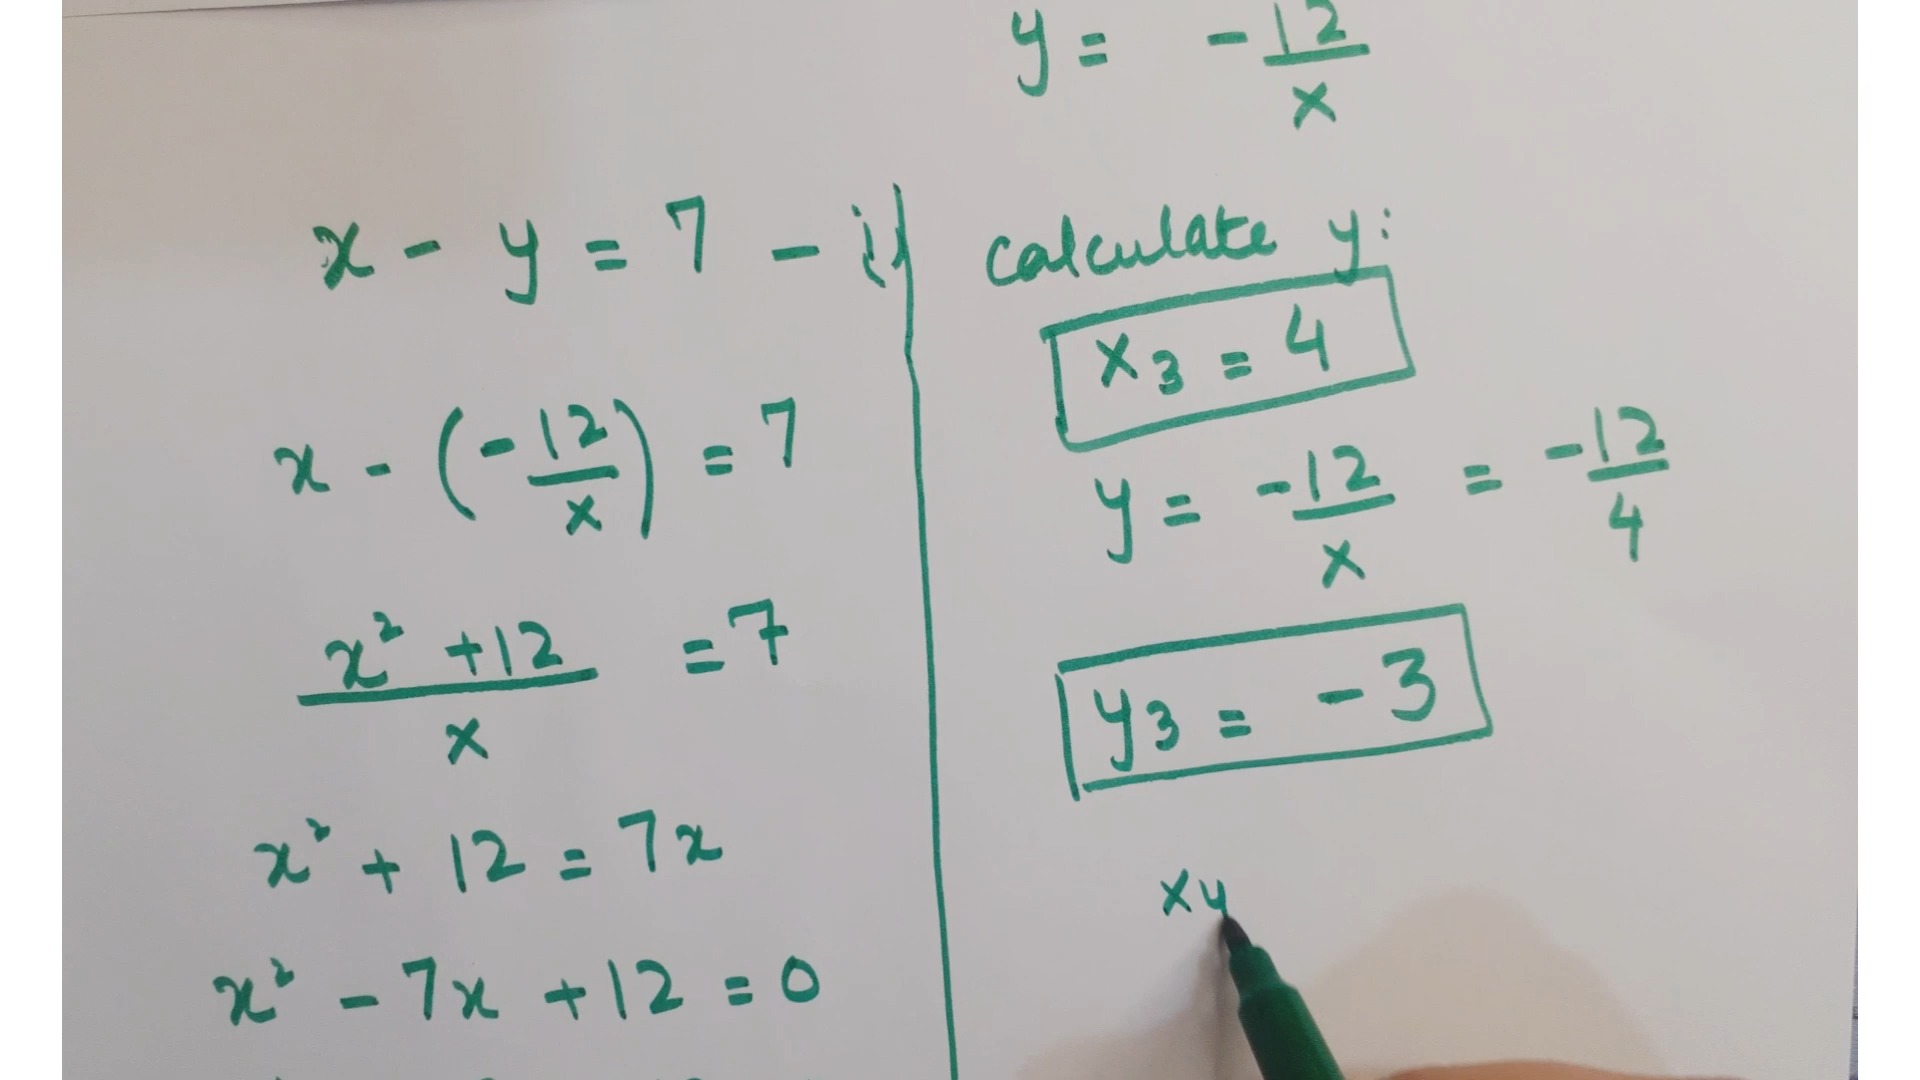 x - y = 7 - ii
x - (-12/x) = 7
x² + 12 / x = 7
x² + 12 = 7x
x² - 7x + 12 = 0
y = -12/x
calculate y:
x₃ = 4
y = -12/x = -12/4
y₃ = -3
x4